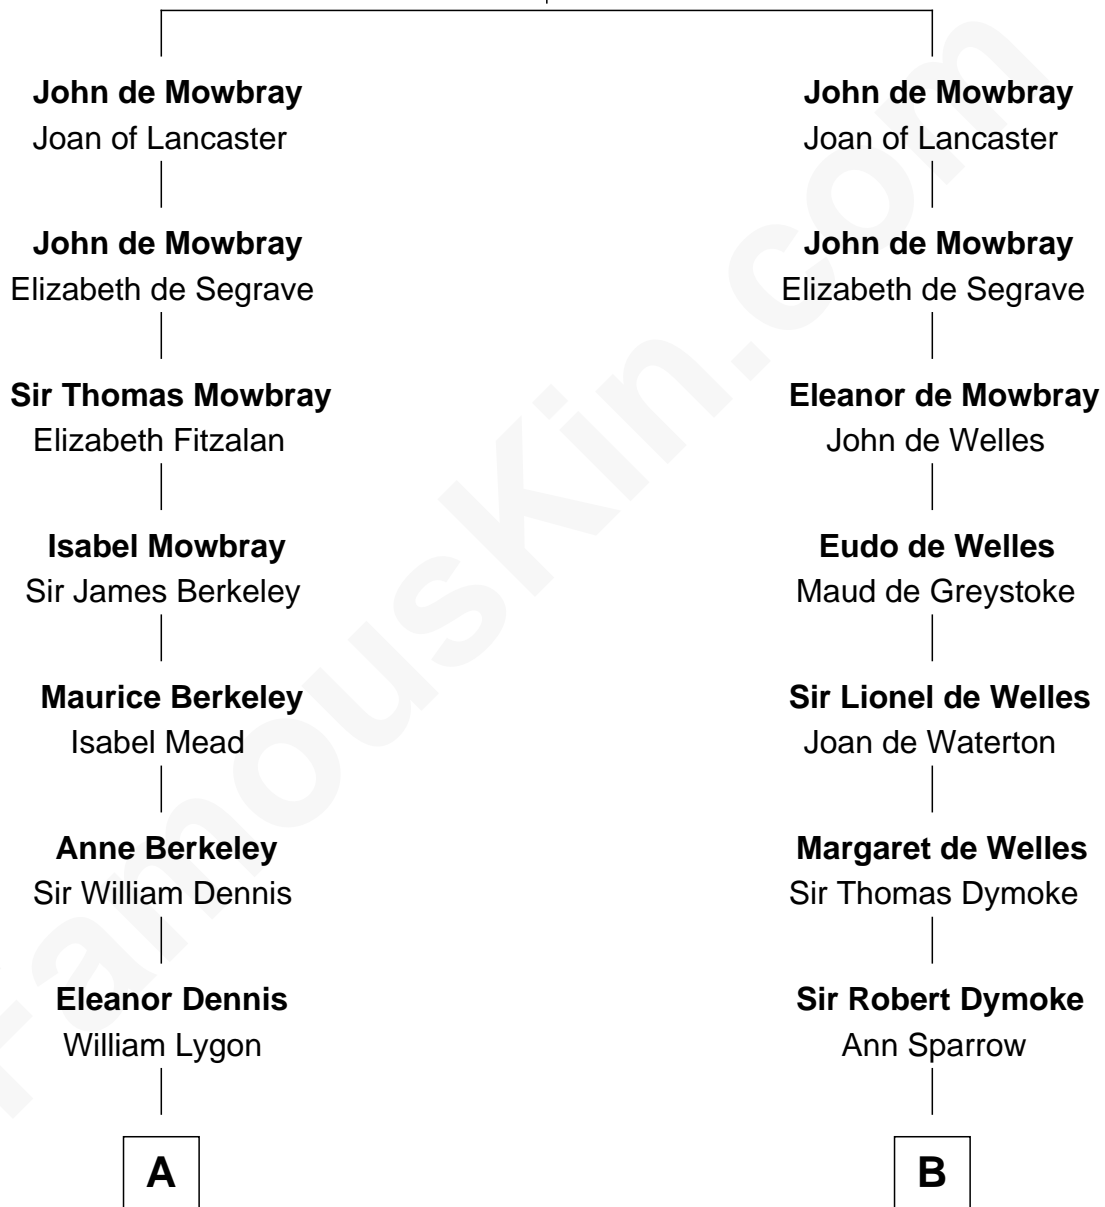 John de Mowbray
Joan of Lancaster
John de Mowbray
Elizabeth de Segrave
Sir Thomas Mowbray
Elizabeth Fitzalan
Isabel Mowbray
Sir James Berkeley
Maurice Berkeley
Isabel Mead
Anne Berkeley
Sir William Dennis
Eleanor Dennis
William Lygon
A
John de Mowbray
Joan of Lancaster
John de Mowbray
Elizabeth de Segrave
Eleanor de Mowbray
John de Welles
Eudo de Welles
Maud de Greystoke
Sir Lionel de Welles
Joan de Waterton
Margaret de Welles
Sir Thomas Dymoke
Sir Robert Dymoke
Ann Sparrow
B
FamousKin.com